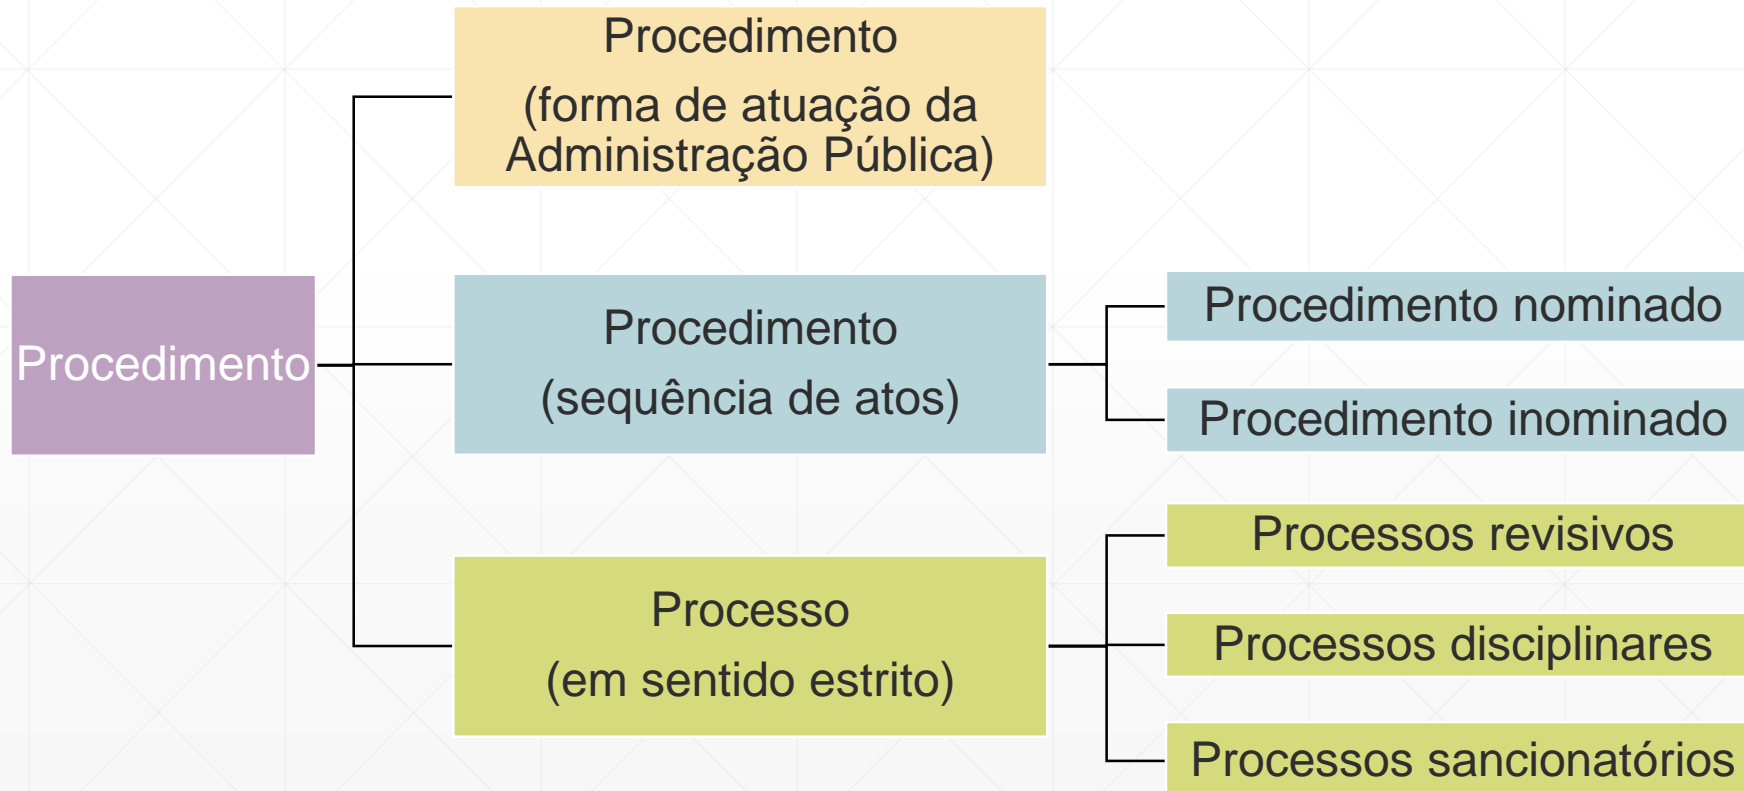 Procedimento
Procedimento
(forma de atuação da
Administração Pública)
Procedimento
(sequência de atos)
Procedimento nominado
Procedimento inominado
Processo
(em sentido estrito)
Processos revisivos
Processos disciplinares
Processos sancionatórios